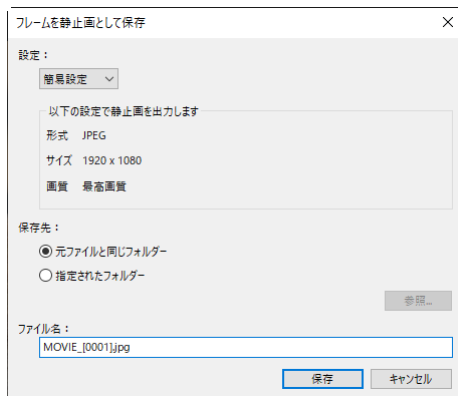 フレームを静止画として保存
設定：
簡易設定
以下の設定で静止画を出力します
形式 JPEG
サイズ 1920 x 1080
画質 最高画質
保存先：
元ファイルと同じフォルダー
指定されたフォルダー
参照...
ファイル名：
MOVIE_[0001].jpg
保存 キャンセル